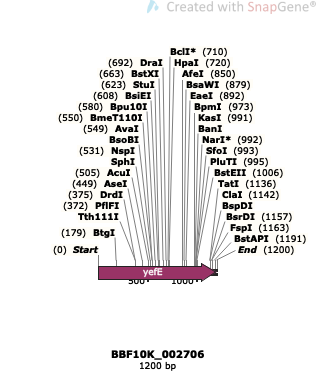 Created with SnapGene®
BclI* (710)
(692) DraI HpaI (720)
(663) BstXI AfeI (850)
(623) StuI BsaWI (879)
(608) BsiEI EaeI (892)
(580) Bpu10I BpmI (973)
(550) BmeT110I KasI (991)
(549) AvaI BanI
BsoBI NarI* (992)
(531) NspI SfoI (993)
SphI PluTI (995)
(505) AcuI BstEII (1006)
(449) AseI TatI (1136)
(375) DrdI ClaI (1142)
(372) PflFI BspDI
Tth111I BsrDI (1157)
(179) BtgI FspI (1163)
BstAPI (1191)
(0) Start End (1200)
yefE
500 1000
BBF10K_002706
1200 bp